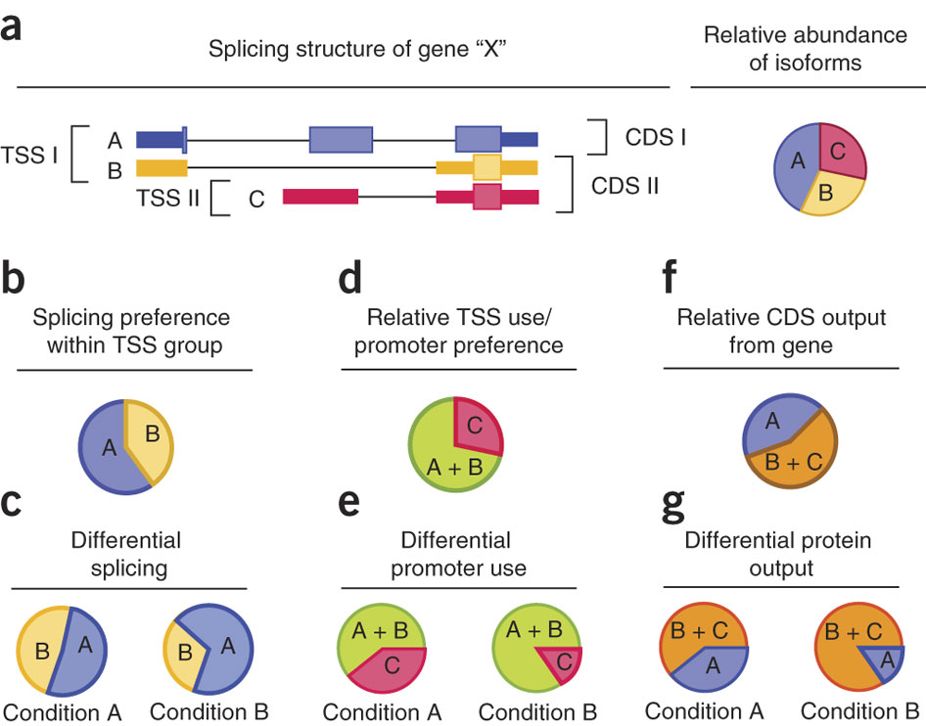 a
Splicing structure of gene “X”
Relative abundance
of isoforms
TSS I
A
B
TSS II
C
CDS I
CDS II
A
C
B
b
Splicing preference
within TSS group
A
B
d
Relative TSS use/
promoter preference
C
A + B
f
Relative CDS output
from gene
A
B + C
c
Differential
splicing
B
A
Condition A
B
A
Condition B
e
Differential
promoter use
A + B
C
Condition A
A + B
C
Condition B
g
Differential protein
output
B + C
A
Condition A
B + C
A
Condition B